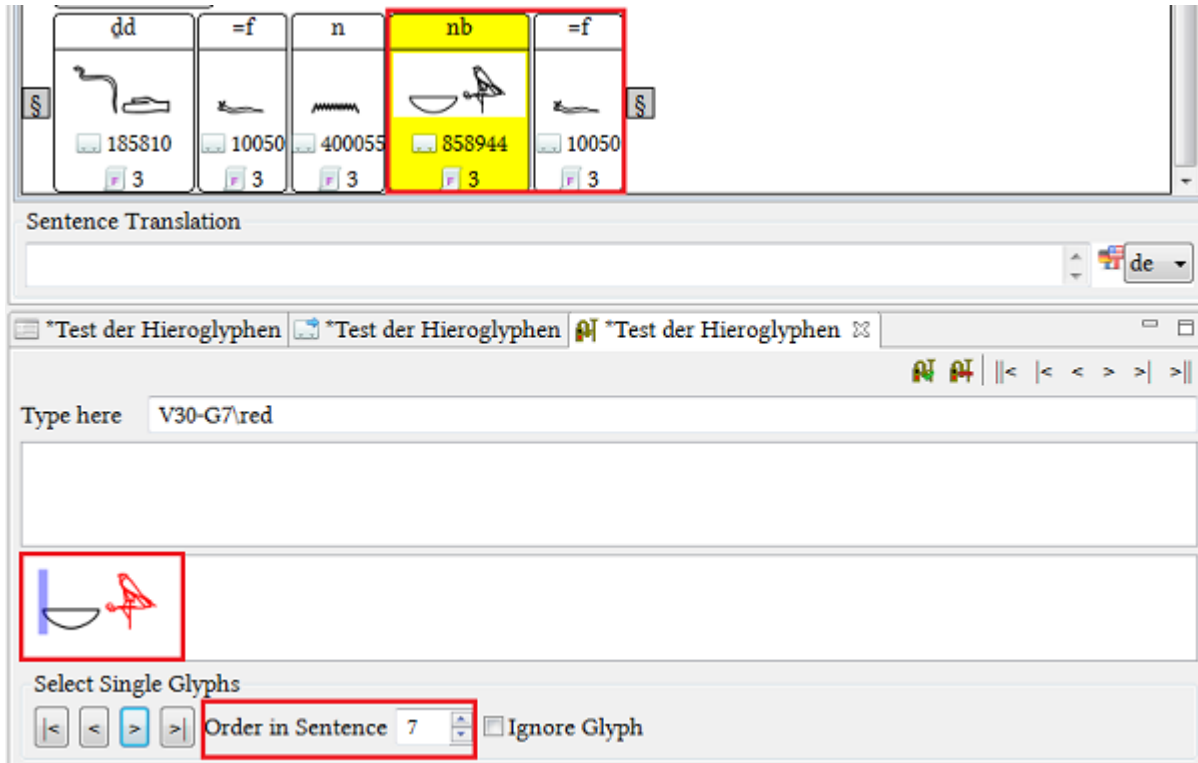 ḏd =f n nb =f
§ §
185810 10050 400055 858944 10050
3 3 3 3 3
Sentence Translation
de
*Test der Hieroglyphen *Test der Hieroglyphen *Test der Hieroglyphen
||< |< < > >| >||
Type here V30-G7\red
Select Single Glyphs
|< < > >| Order in Sentence 7 Ignore Glyph